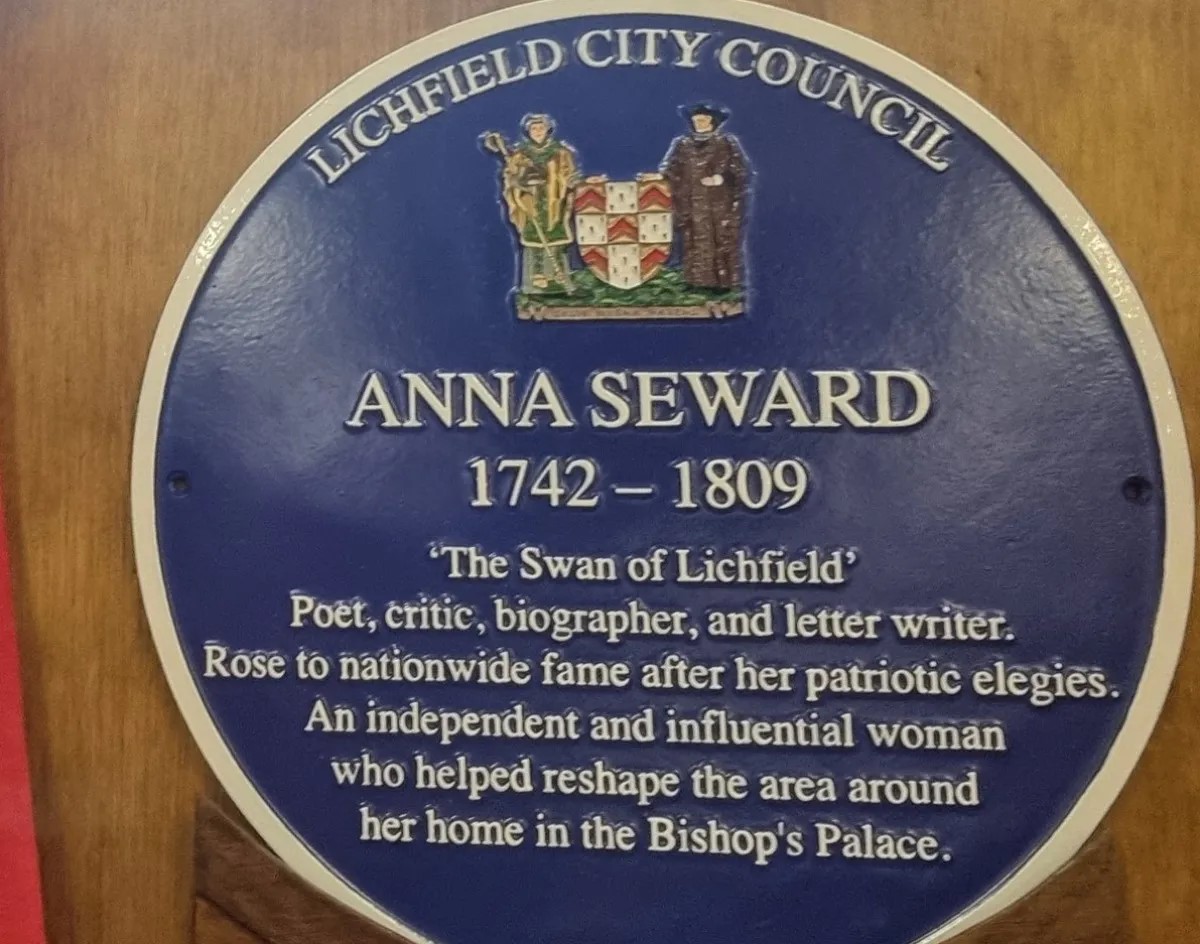 LICHFIELD CITY COUNCIL
ANNA SEWARD
1742 – 1809
‘The Swan of Lichfield’
Poet, critic, biographer, and letter writer.
Rose to nationwide fame after her patriotic elegies.
An independent and influential woman
who helped reshape the area around
her home in the Bishop's Palace.